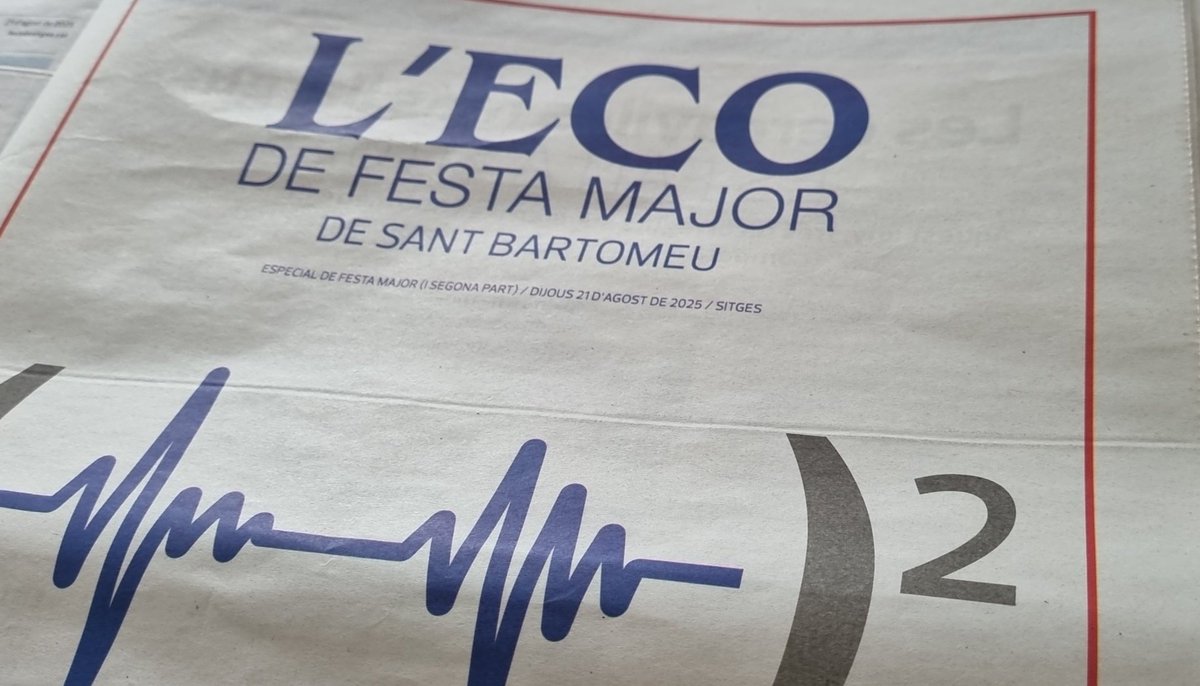 L'ECO
DE FESTA MAJOR
DE SANT BARTOMEU
ESPECIAL DE FESTA MAJOR (I SEGONA PART) / DIJOUS 21 D'AGOST DE 2025 / SITGES
)2